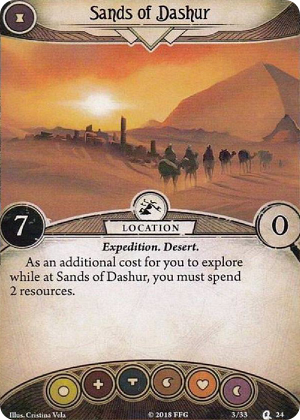 Sands of Dashur
7
0
LOCATION
Expedition. Desert.
As an additional cost for you to explore
while at Sands of Dashur, you must spend
2 resources.
Illus. Cristina Vela
© 2018 FFG
3/33
24